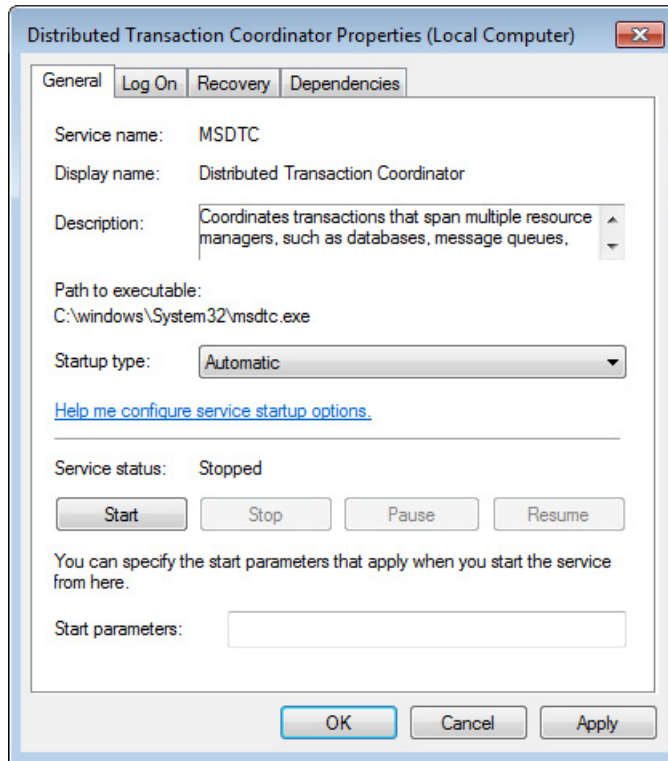 Distributed Transaction Coordinator Properties (Local Computer)
General Log On Recovery Dependencies
Service name: MSDTC
Display name: Distributed Transaction Coordinator
Description: Coordinates transactions that span multiple resource
managers, such as databases, message queues,
Path to executable:
C:\windows\System32\msdtc.exe
Startup type: Automatic
Help me configure service startup options.
Service status: Stopped
Start Stop Pause Resume
You can specify the start parameters that apply when you start the service
from here.
Start parameters:
OK Cancel Apply